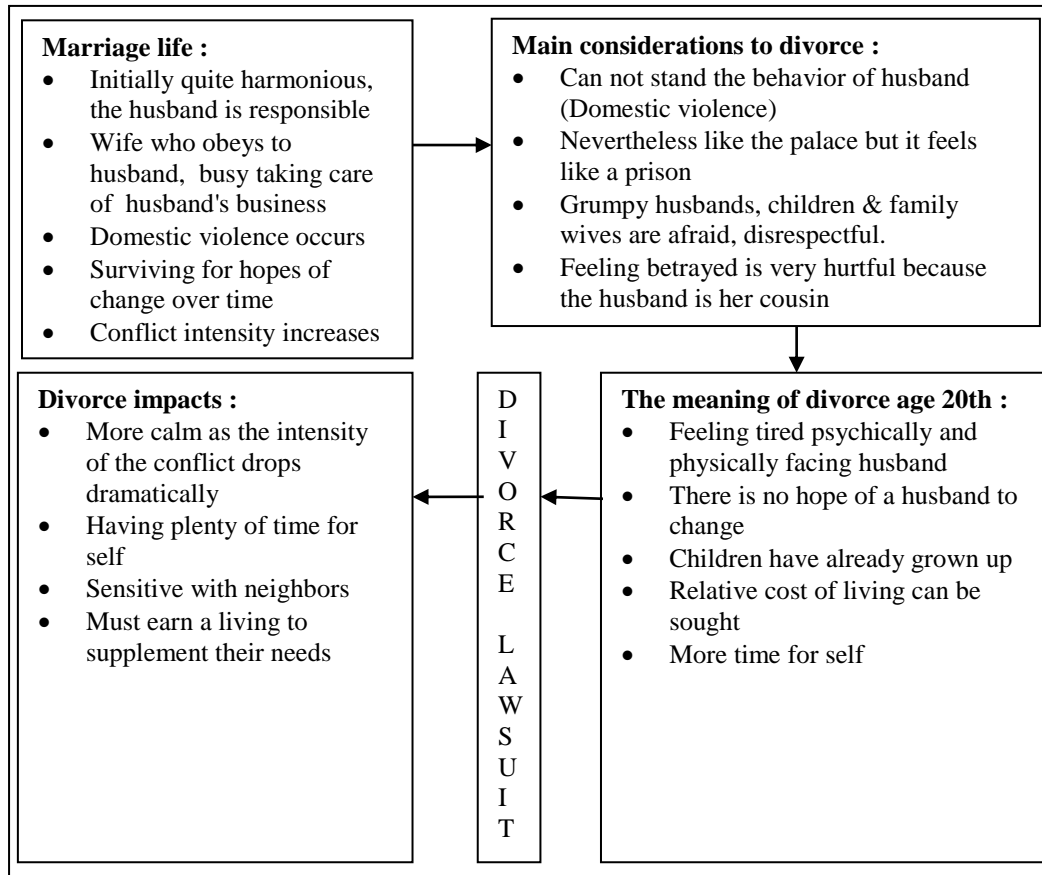 Marriage life :
• Initially quite harmonious,
the husband is responsible
• Wife who obeys to
husband, busy taking care
of husband's business
• Domestic violence occurs
• Surviving for hopes of
change over time
• Conflict intensity increases
Main considerations to divorce :
• Can not stand the behavior of husband
(Domestic violence)
• Nevertheless like the palace but it feels
like a prison
• Grumpy husbands, children & family
wives are afraid, disrespectful.
• Feeling betrayed is very hurtful because
the husband is her cousin
The meaning of divorce age 20th :
• Feeling tired psychically and
physically facing husband
• There is no hope of a husband to
change
• Children have already grown up
• Relative cost of living can be
sought
• More time for self
D
I
V
O
R
C
E
L
A
W
S
U
I
T
Divorce impacts :
• More calm as the intensity
of the conflict drops
dramatically
• Having plenty of time for
self
• Sensitive with neighbors
• Must earn a living to
supplement their needs